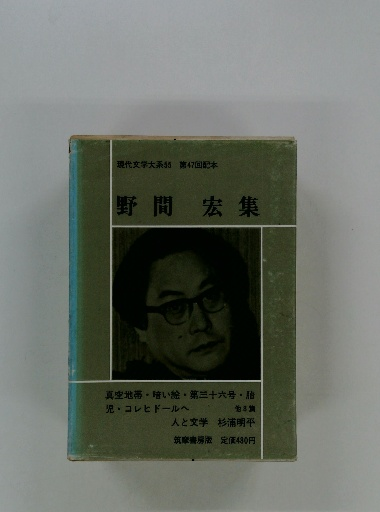 現代文学大系55 第47回配本
野間 宏集
真空地帯・暗い絵・第三十六号・胎
児・コレヒドールへ 他8篇
人と文学 杉浦明平
筑摩書房版 定価430円